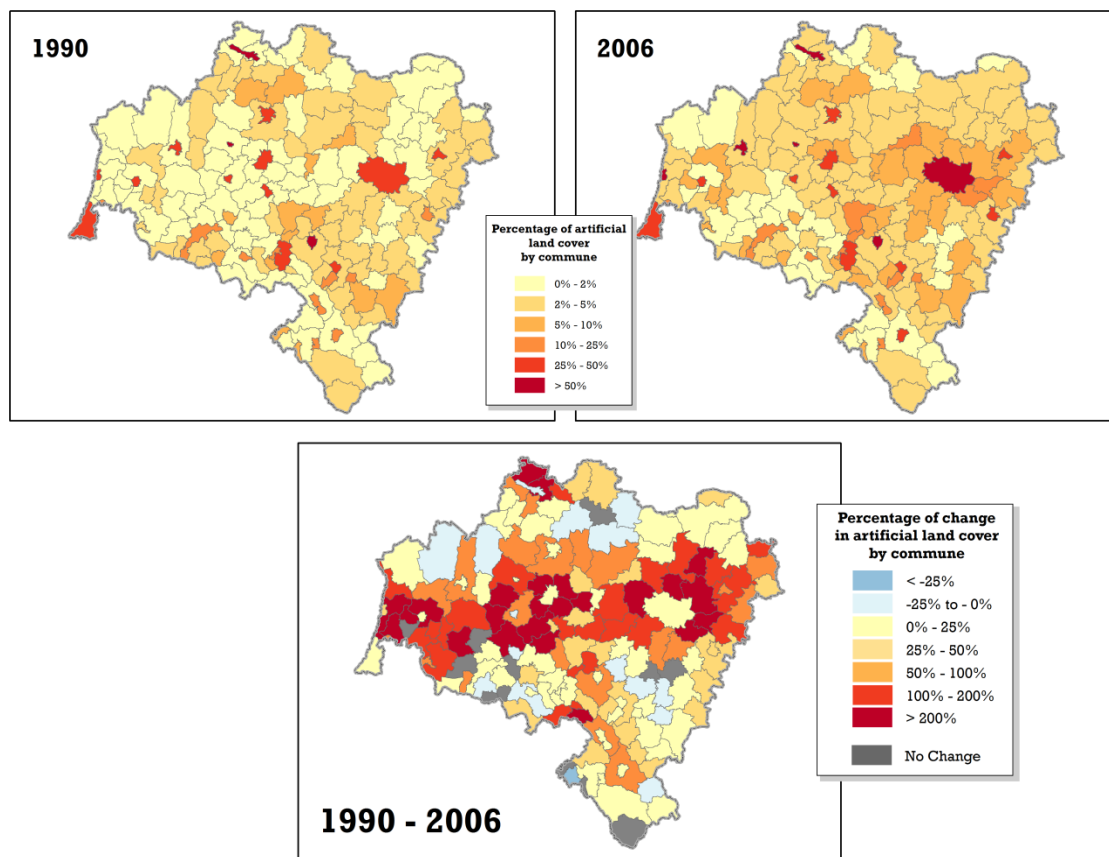 1990
2006
Percentage of artificial
land cover
by commune
0% - 2%
2% - 5%
5% - 10%
10% - 25%
25% - 50%
> 50%
Percentage of change
in artificial land cover
by commune
< -25%
-25% to - 0%
0% - 25%
25% - 50%
50% - 100%
100% - 200%
> 200%
No Change
1990 - 2006